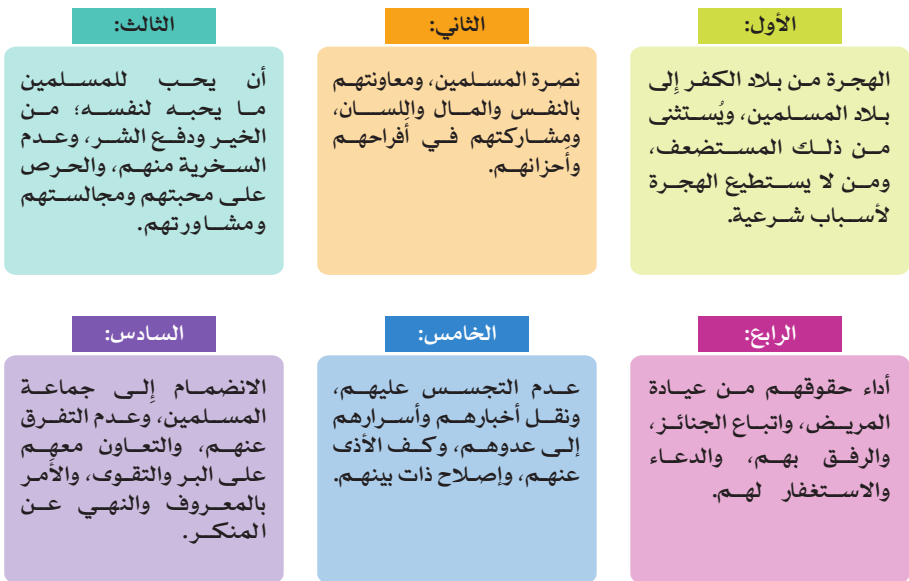 الأول:
الهجرة من بلاد الكفر إِلى
بلاد المسلمين، ويُستثنى
من ذلك المستضعف،
ومن لا يستطيع الهجرة
لأسباب شرعية.
الثاني:
نصرة المسلمين، ومعاونتهم
بالنفس والمال واللسان،
ومشاركتهم في أفراحهم
وأحزانهم.
الثالث:
أن يحب للمسلمين
ما يحبه لنفسه؛ من
الخير ودفع الشر، وعدم
السخرية منهم، والحرص
على محبتهم ومجالستهم
ومشاورتهم.
الرابع:
أداء حقوقهم من عيادة
المريض، واتباع الجنائز،
والرفق بهم، والدعاء
والاستغفار لهم.
الخامس:
عدم التجسس عليهم،
ونقل أخبارهم وأسرارهم
إلى عدوهم، وكف الأذى
عنهم، وإصلاح ذات بينهم.
السادس:
الانضمام إِلى جماعة
المسلمين، وعدم التفرق
عنهم، والتعاون معهم
على البر والتقوى، والأمر
بالمعروف والنهي عن
المنكر.